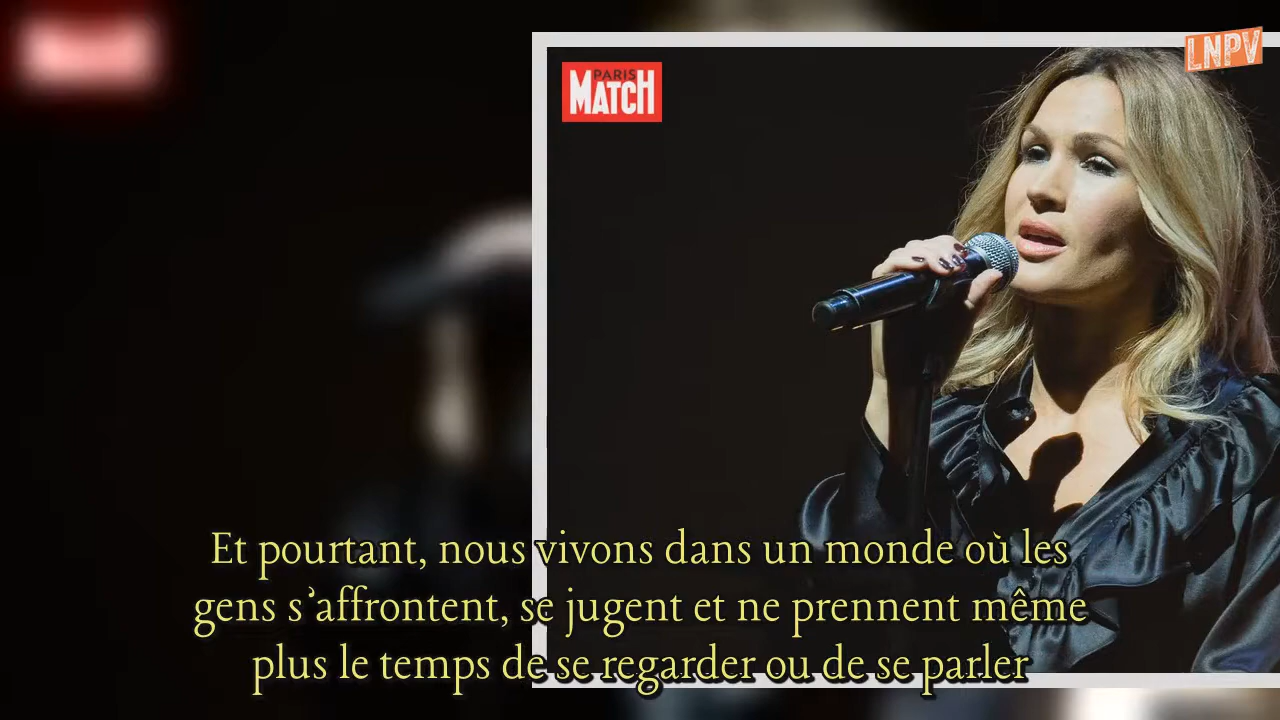 LNPV
PARIS
MATCH
Et pourtant, nous vivons dans un monde où les
gens s'affrontent, se jugent et ne prennent même
plus le temps de se regarder ou de se parler